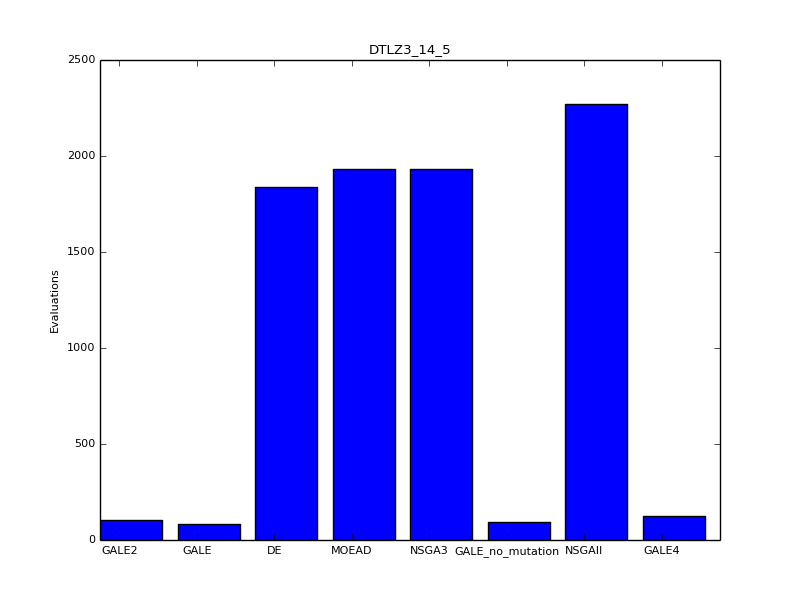 DTLZ3_14_5
2500
2000
1500
1000
500
0
Evaluations
GALE2 GALE DE MOEAD NSGA3 GALE_no_mutation NSGAII GALE4